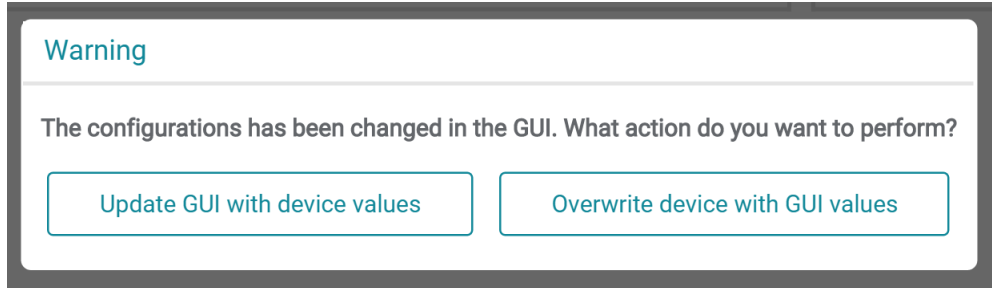 Warning
The configurations has been changed in the GUI. What action do you want to perform?
Update GUI with device values
Overwrite device with GUI values